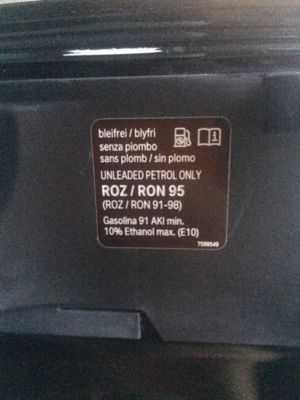 bleifrei / blyfri
senza piombo
sans plomb / sin plomo
UNLEADED PETROL ONLY
ROZ / RON 95
(ROZ / RON 91-98)
Gasolina 91 AKI min.
10% Ethanol max. (E10)
7599549